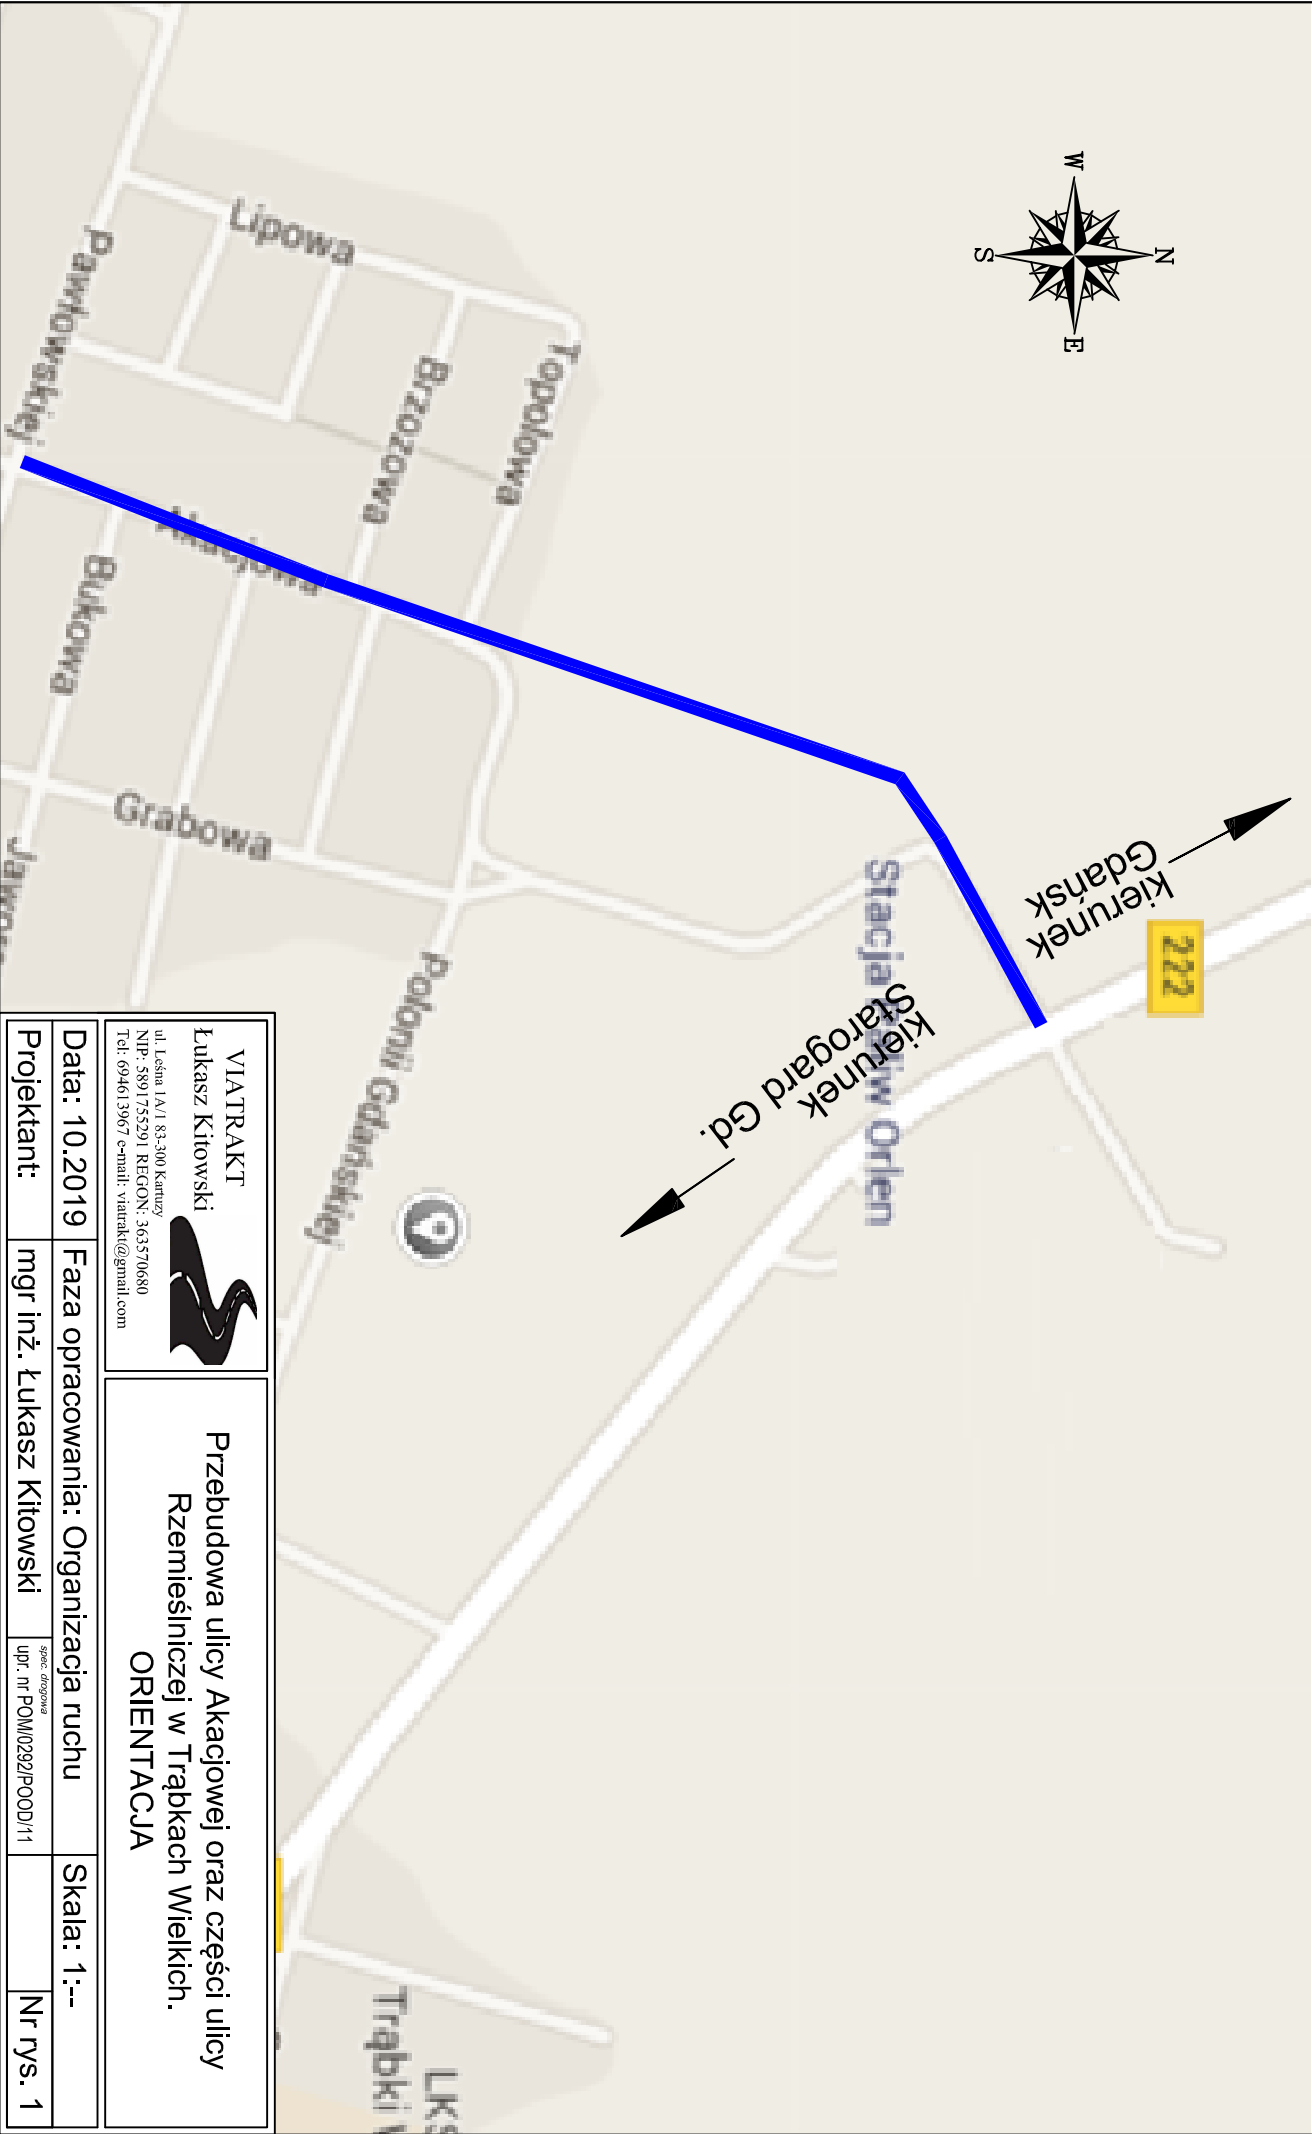 N
W
E
S
Lipowa
Pawłowskiej
Topolowa
Brzozowa
Akacjowa
Bukowa
Grabowa
Polonii Gdańskiej
Stacja Paliw Orlen
222
kierunek
Gdańsk
kierunek
Starogard Gd.
LKS
Trąbki
VIATRAKT
Łukasz Kitowski
ul. Leśna 1A/1 83-300 Kartuzy
NIP: 5891755291 REGON: 363570680
Tel: 694613967 e-mail: viatrakt@gmail.com
Przebudowa ulicy Akacjowej oraz części ulicy
Rzemieślniczej w Trąbkach Wielkich.
ORIENTACJA
Data: 10.2019 Faza opracowania: Organizacja ruchu Skala: 1:--
Projektant: mgr inż. Łukasz Kitowski spec. drogowa
upr. nr POM/0292/POOD/11 Nr rys. 1